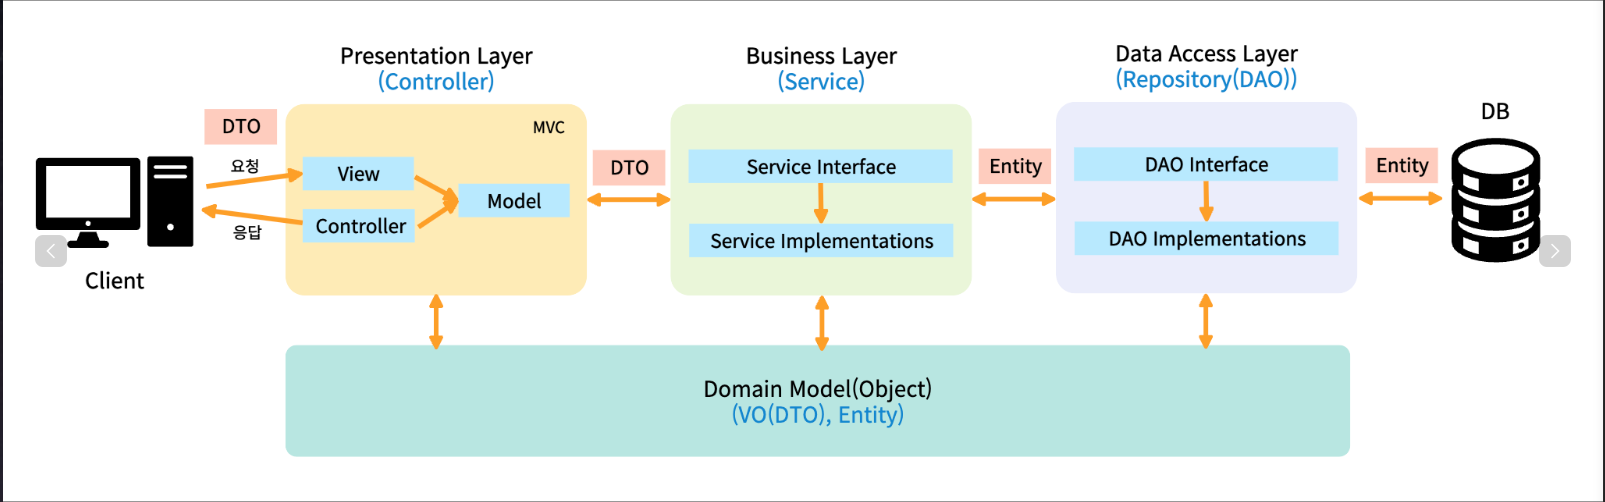 Presentation Layer
(Controller)
Business Layer
(Service)
Data Access Layer
(Repository(DAO))
DB
DTO
MVC
요청
View
Model
Controller
응답
Client
DTO
Service Interface
Service Implementations
Entity
DAO Interface
DAO Implementations
Entity
Domain Model(Object)
(VO(DTO), Entity)